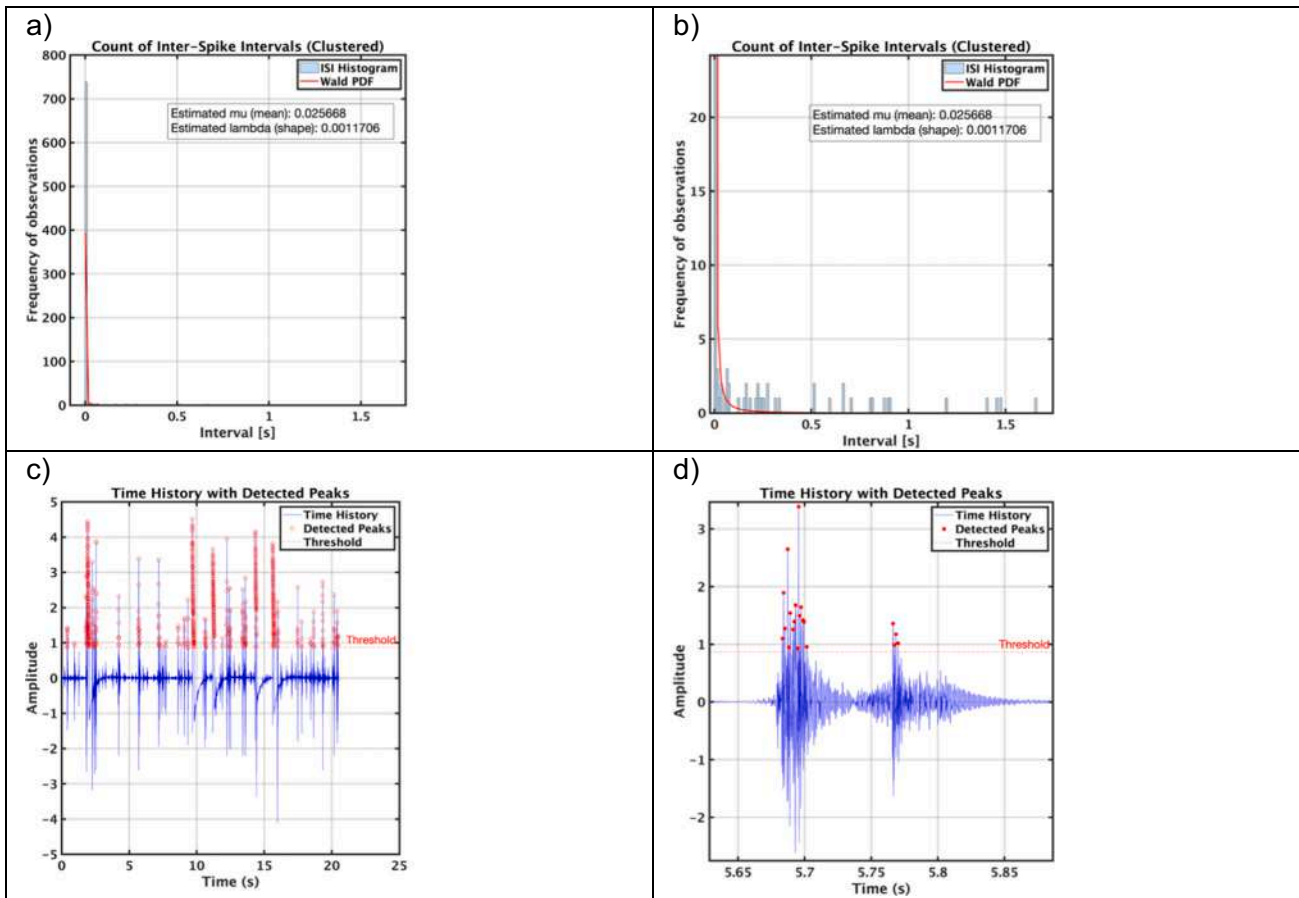 a)
Count of Inter-Spike Intervals (Clustered)
800
700
600
500
400
300
200
100
0
Frequency of observations
ISI Histogram
Wald PDF
Estimated mu (mean): 0.025668
Estimated lambda (shape): 0.0011706
0 0.5 1 1.5
Interval [s]
b)
Count of Inter-Spike Intervals (Clustered)
20
15
10
5
0
Frequency of observations
ISI Histogram
Wald PDF
Estimated mu (mean): 0.025668
Estimated lambda (shape): 0.0011706
0 0.5 1 1.5
Interval [s]
c)
Time History with Detected Peaks
5
4
3
2
1
0
-1
-2
-3
-4
-5
Amplitude
Time History
Detected Peaks
Threshold
Threshold
0 5 10 15 20 25
Time (s)
d)
Time History with Detected Peaks
3
2
1
0
-1
-2
Amplitude
Time History
Detected Peaks
Threshold
Threshold
5.65 5.7 5.75 5.8 5.85
Time (s)